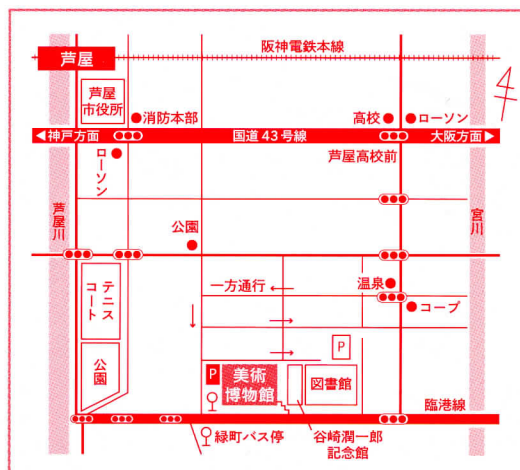 阪神電鉄本線
芦屋
芦屋
市役所
消防本部
高校
ローソン
◀神戸方面
国道43号線
大阪方面▶
ローソン
芦屋高校前
芦屋川
宮川
公園
一方通行
温泉
コープ
テニス
コート
公園
P
P
美術
博物館
図書館
臨港線
緑町バス停
谷崎潤一郎
記念館